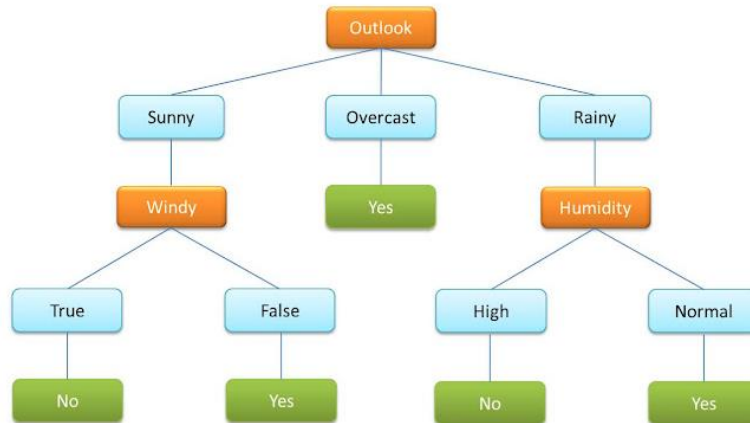 Outlook
Sunny
Overcast
Rainy
Windy
Yes
Humidity
True
False
High
Normal
No
Yes
No
Yes